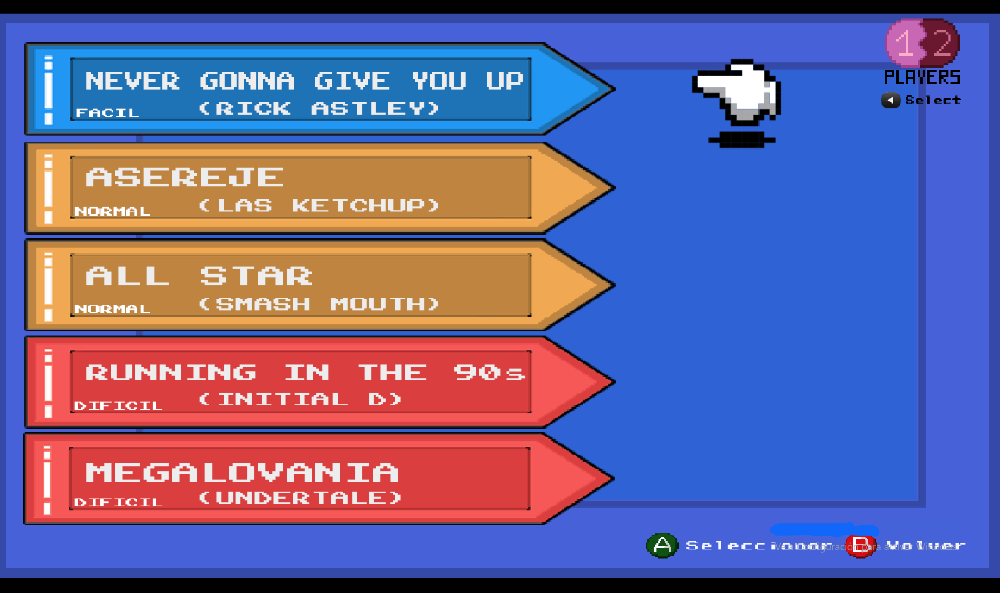 1 2
PLAYERS
Select
NEVER GONNA GIVE YOU UP
(RICK ASTLEY)
FACIL
ASEREJE
(LAS KETCHUP)
NORMAL
ALL STAR
(SMASH MOUTH)
NORMAL
RUNNING IN THE 90s
(INITIAL D)
DIFICIL
MEGALOVANIA
(UNDERTALE)
DIFICIL
A Seleccionar B Volver
Ve a Configuración para activar Windows.